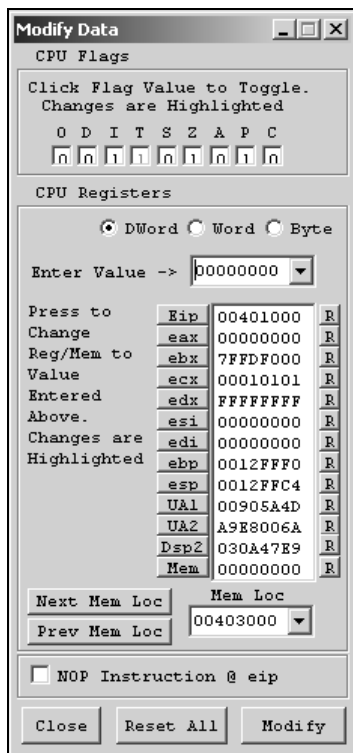 Modify Data
CPU Flags
Click Flag Value to Toggle.
Changes are Highlighted
O D I T S Z A P C
0 0 1 1 0 1 0 1 0
CPU Registers
DWord Word Byte
Enter Value -> 00000000
Press to
Change
Reg/Mem to
Value
Entered
Above.
Changes are
Highlighted
Eip 00401000 R
eax 00000000 R
ebx 7FFDF000 R
ecx 00010101 R
edx FFFFFFFF R
esi 00000000 R
edi 00000000 R
ebp 0012FFF0 R
esp 0012FFC4 R
UA1 00905A4D R
UA2 A9E8006A R
Dsp2 030A47E9 R
Mem 00000000 R
Next Mem Loc
Prev Mem Loc
Mem Loc
00403000
NOP Instruction @ eip
Close Reset All Modify